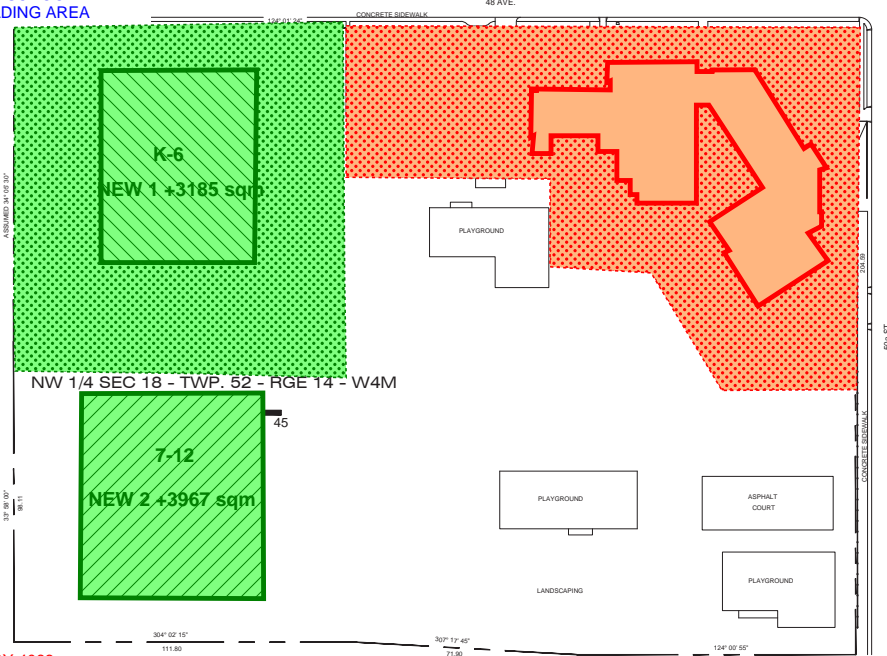 DING AREA
48 AVE.
CONCRETE SIDEWALK
124° 01' 24"
K-6
NEW 1 +3185 sqm
ASSUMED 34° 05' 30"
PLAYGROUND
204.59
NW 1/4 SEC 18 - TWP. 52 - RGE 14 - W4M
45
7-12
NEW 2 +3967 sqm
33° 58' 00"
96.11
PLAYGROUND
ASPHALT
COURT
CONCRETE SIDEWALK
PLAYGROUND
LANDSCAPING
304° 02' 15"
111.80
307° 17' 45"
71.90
124° 00' 55"